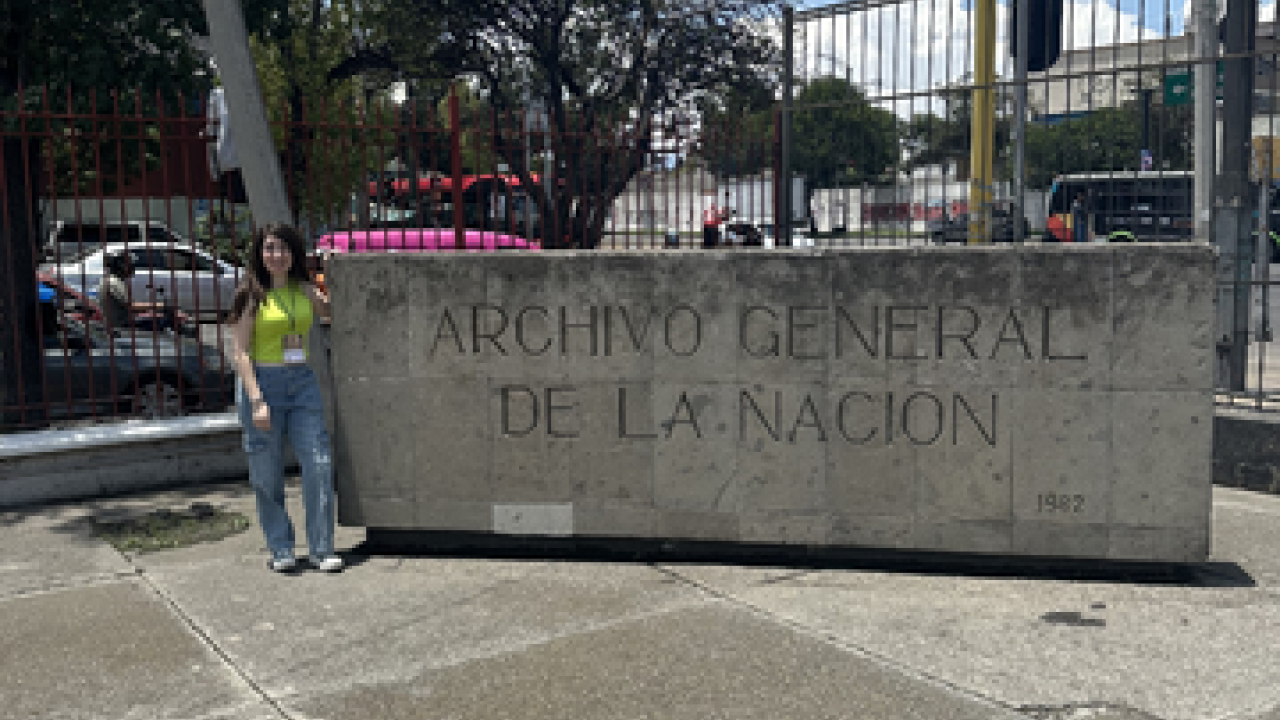 ARCHIVO GENERAL
DE LA NACION
1982